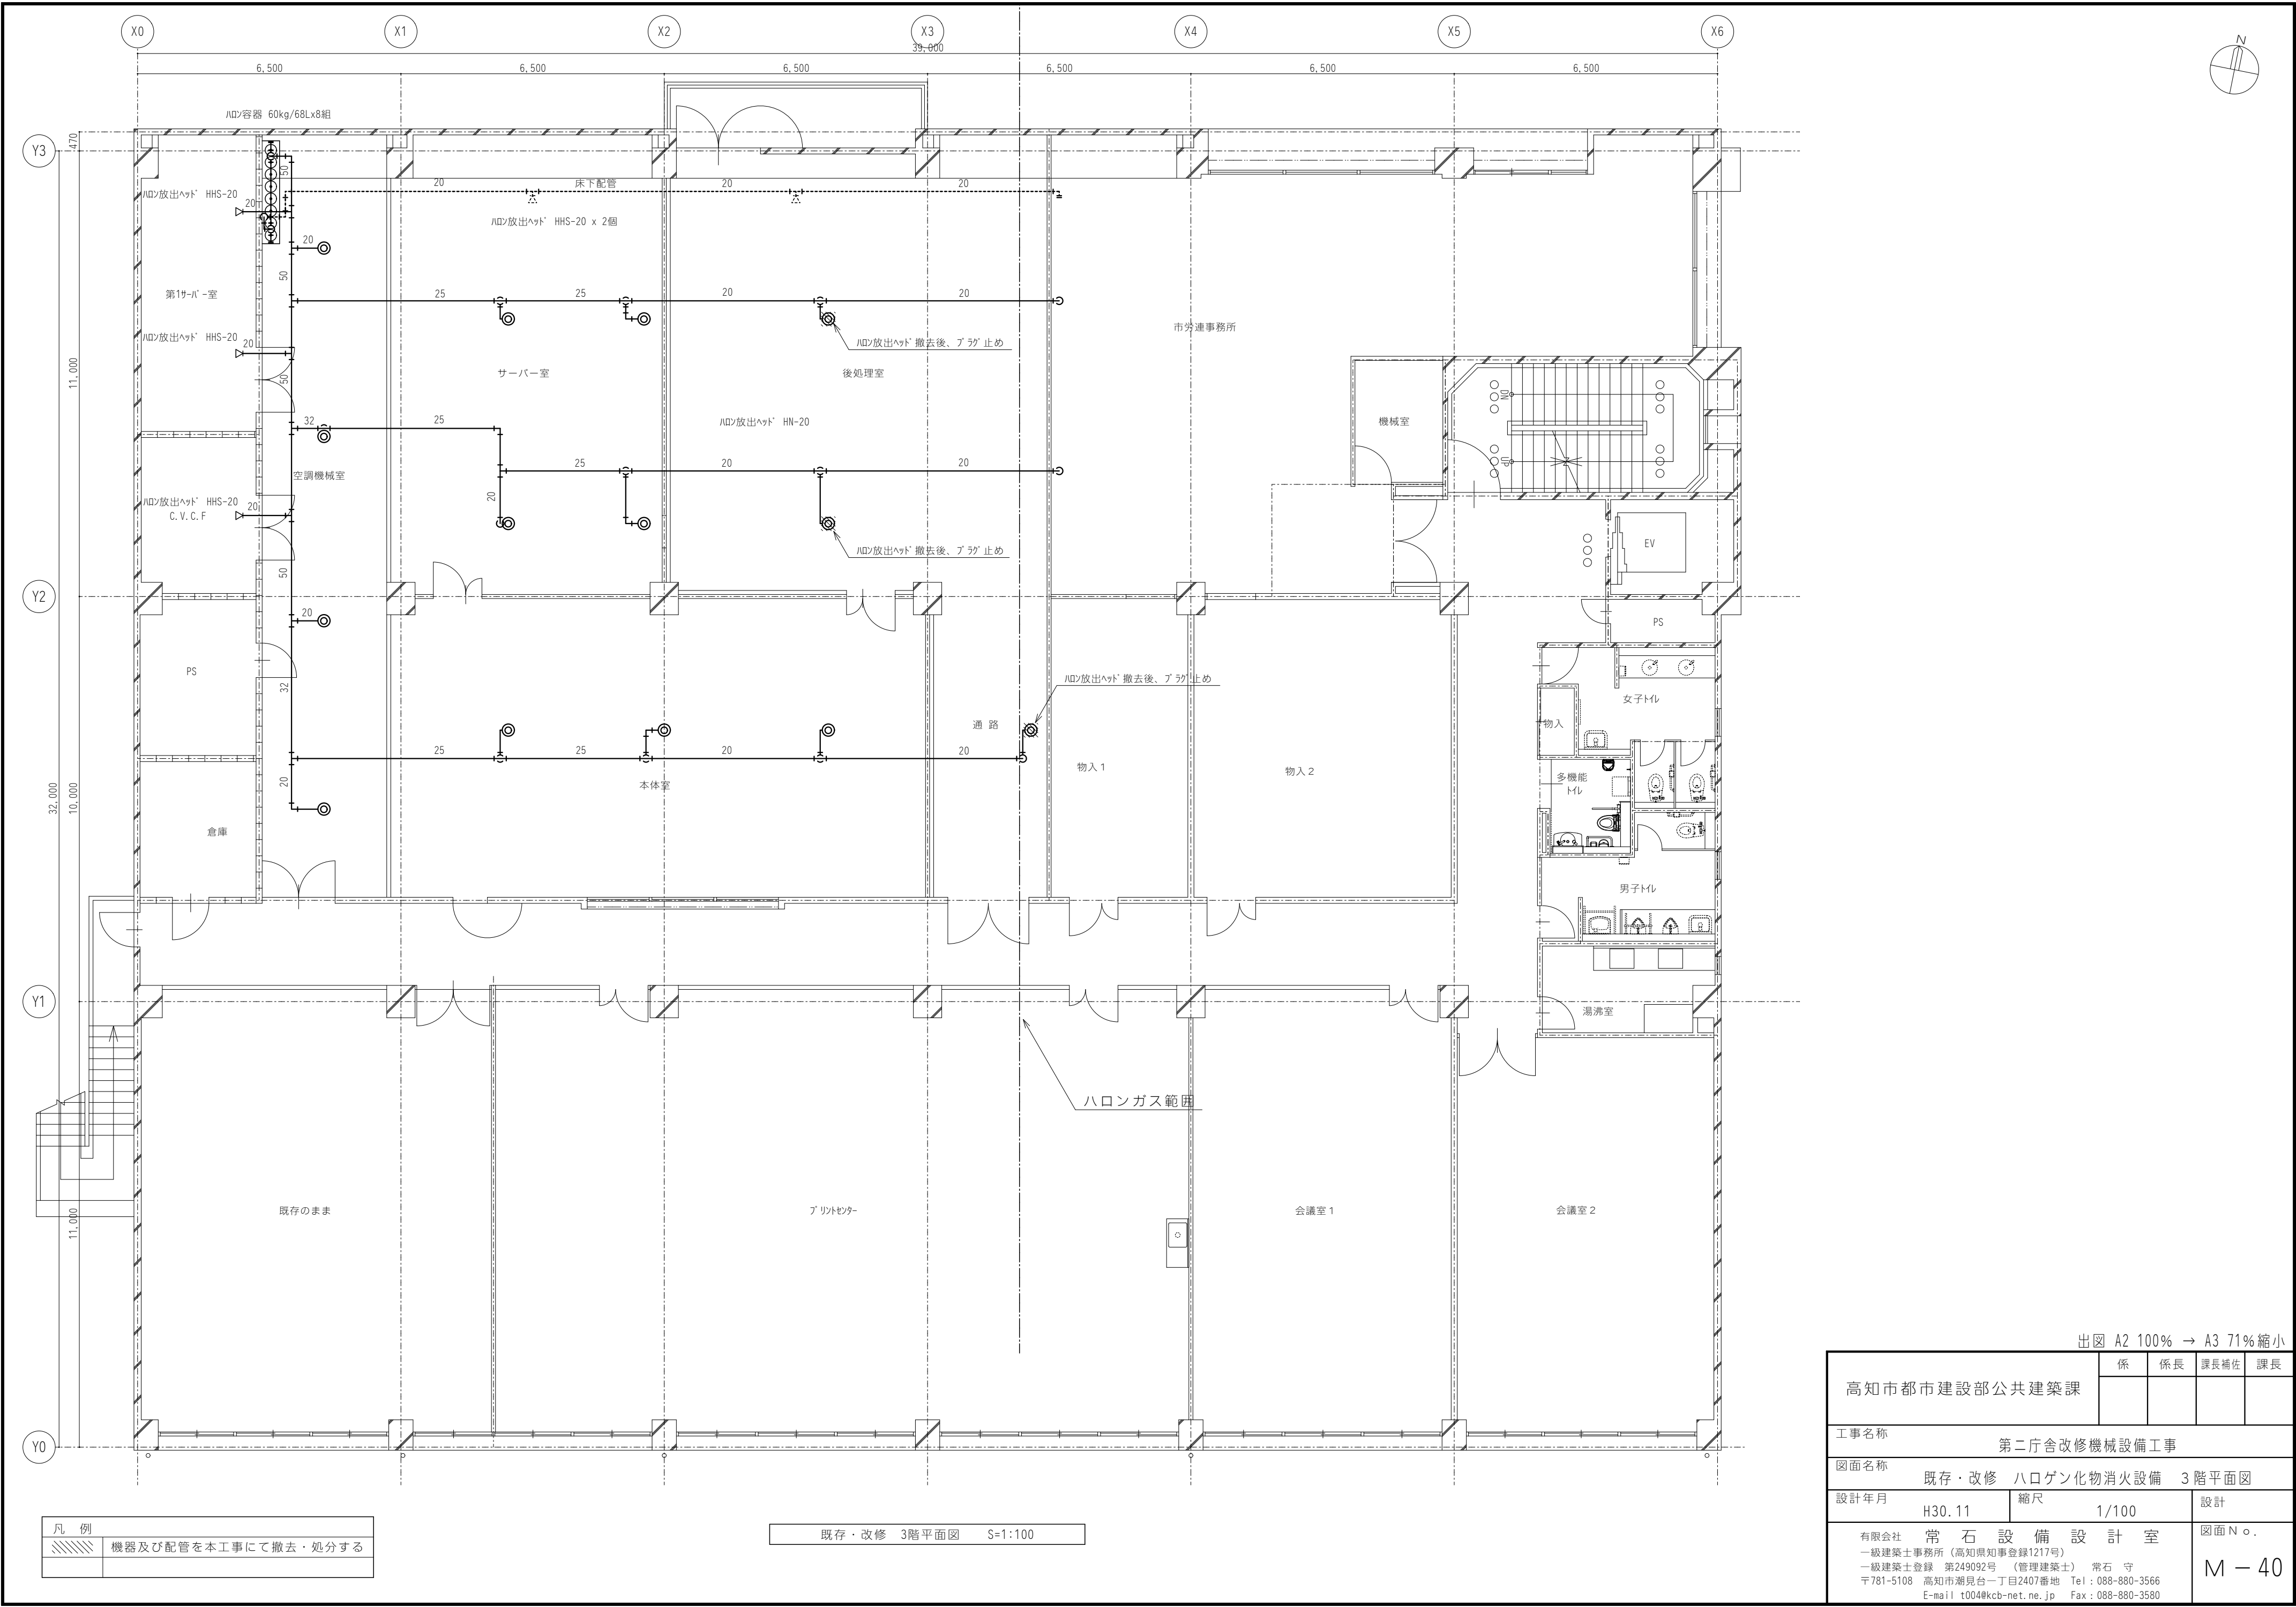 X0
X1
X2
X3
X4
X5
X6
39,000
6,500
6,500
6,500
6,500
6,500
6,500
N
ﾊﾛﾝ容器 60kg/68Lx8組
Y3
470
50
20
床下配管
20
20
ﾊﾛﾝ放出ﾍｯﾄﾞ HHS-20
20
ﾊﾛﾝ放出ﾍｯﾄﾞ HHS-20 x 2個
20
50
第1ｻｰﾊﾞｰ室
25
25
20
20
市労連事務所
ﾊﾛﾝ放出ﾍｯﾄﾞ HHS-20
20
ﾊﾛﾝ放出ﾍｯﾄﾞ撤去後、ﾌﾟﾗｸﾞ止め
11,000
50
サーバー室
後処理室
DN
32
25
ﾊﾛﾝ放出ﾍｯﾄﾞ HN-20
機械室
25
20
20
UP
空調機械室
20
ﾊﾛﾝ放出ﾍｯﾄﾞ HHS-20
C.V.C.F
20
ﾊﾛﾝ放出ﾍｯﾄﾞ撤去後、ﾌﾟﾗｸﾞ止め
EV
50
Y2
20
PS
PS
32
ﾊﾛﾝ放出ﾍｯﾄﾞ撤去後、ﾌﾟﾗｸﾞ止め
女子ﾄｲﾚ
通 路
物入
25
25
20
20
物入1
物入2
多機能
ﾄｲﾚ
20
本体室
32,000
10,000
倉庫
男子ﾄｲﾚ
Y1
湯沸室
ハロンガス範囲
11,000
既存のまま
ﾌﾟﾘﾝﾄｾﾝﾀｰ
会議室1
会議室2
Y0
凡 例
機器及び配管を本工事にて撤去・処分する
既存・改修 3階平面図 S=1:100
出図 A2 100% → A3 71%縮小
高知市都市建設部公共建築課
係 係長 課長補佐 課長
工事名称
第二庁舎改修機械設備工事
図面名称
既存・改修 ハロゲン化物消火設備 3階平面図
設計年月 H30.11 縮尺 1/100 設計
有限会社 常石設備設計室
図面No.
一級建築士事務所（高知県知事登録1217号）
一級建築士登録 第249092号 （管理建築士） 常石 守
〒781-5108 高知市潮見台一丁目2407番地 Tel：088-880-3566
E-mail t004@kcb-net.ne.jp Fax：088-880-3580
M－40